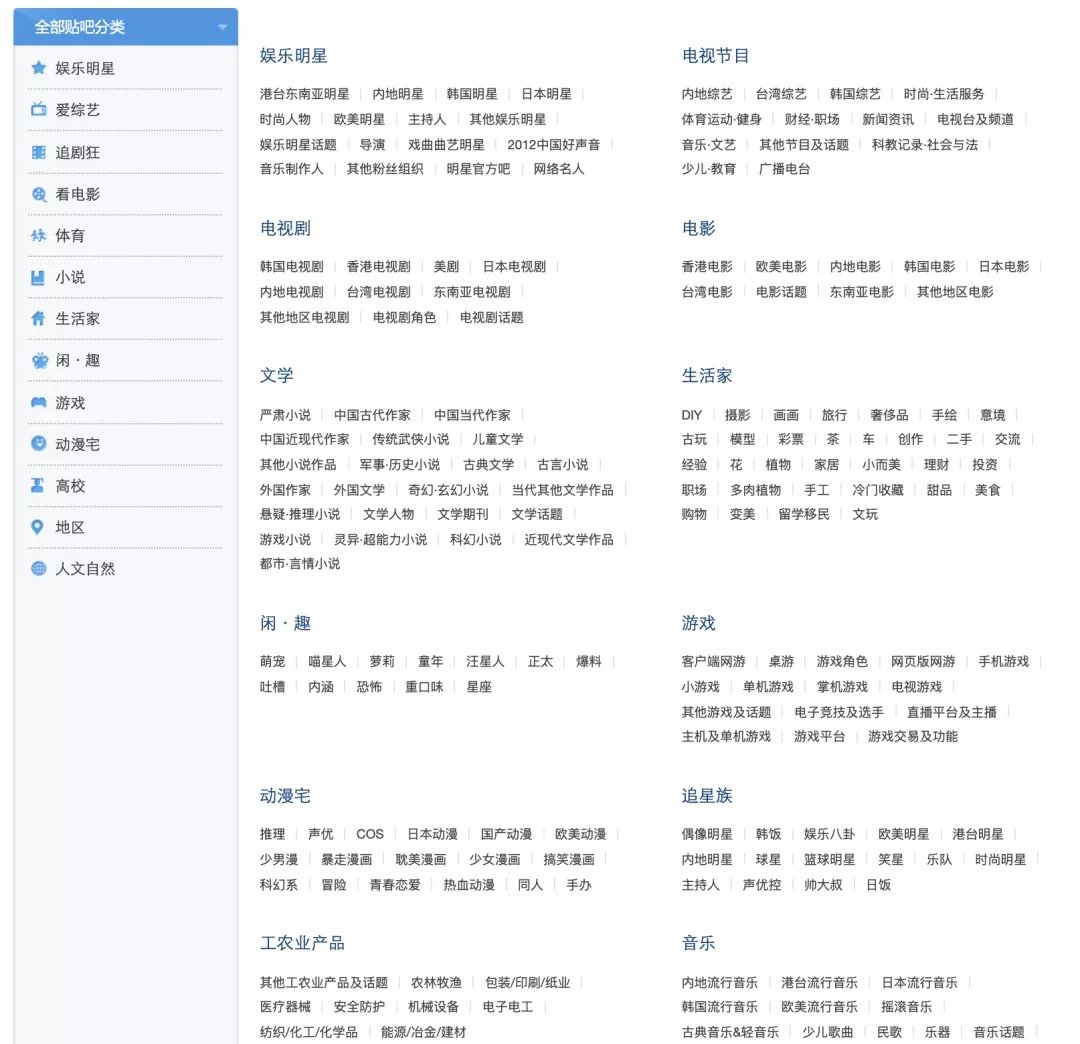 全部贴吧分类
娱乐明星
爱综艺
追剧狂
看电影
体育
小说
生活家
闲·趣
游戏
动漫宅
高校
地区
人文自然
娱乐明星
港台东南亚明星 | 内地明星 | 韩国明星 | 日本明星 |
时尚人物 | 欧美明星 | 主持人 | 其他娱乐明星 |
娱乐明星话题 | 导演 | 戏曲曲艺明星 | 2012中国好声音 |
音乐制作人 | 其他粉丝组织 | 明星官方吧 | 网络名人
电视节目
内地综艺 | 台湾综艺 | 韩国综艺 | 时尚·生活服务 |
体育运动·健身 | 财经·职场 | 新闻资讯 | 电视台及频道 |
音乐·文艺 | 其他节目及话题 | 科教记录·社会与法 |
少儿·教育 | 广播电台
电视剧
韩国电视剧 | 香港电视剧 | 美剧 | 日本电视剧 |
内地电视剧 | 台湾电视剧 | 东南亚电视剧 |
其他地区电视剧 | 电视剧角色 | 电视剧话题
电影
香港电影 | 欧美电影 | 内地电影 | 韩国电影 | 日本电影 |
台湾电影 | 电影话题 | 东南亚电影 | 其他地区电影
文学
严肃小说 | 中国古代作家 | 中国当代作家 |
中国近现代作家 | 传统武侠小说 | 儿童文学 |
其他小说作品 | 军事·历史小说 | 古典文学 | 古言小说 |
外国作家 | 外国文学 | 奇幻·玄幻小说 | 当代其他文学作品 |
悬疑·推理小说 | 文学人物 | 文学期刊 | 文学话题 |
游戏小说 | 灵异·超能力小说 | 科幻小说 | 近现代文学作品 |
都市·言情小说
生活家
DIY | 摄影 | 画画 | 旅行 | 奢侈品 | 手绘 | 意境 |
古玩 | 模型 | 彩票 | 茶 | 车 | 创作 | 二手 | 交流 |
经验 | 花 | 植物 | 家居 | 小而美 | 理财 | 投资 |
职场 | 多肉植物 | 手工 | 冷门收藏 | 甜品 | 美食 |
购物 | 变美 | 留学移民 | 文玩
闲·趣
萌宠 | 喵星人 | 萝莉 | 童年 | 汪星人 | 正太 | 爆料 |
吐槽 | 内涵 | 恐怖 | 重口味 | 星座
游戏
客户端网游 | 桌游 | 游戏角色 | 网页版网游 | 手机游戏 |
小游戏 | 单机游戏 | 掌机游戏 | 电视游戏 |
其他游戏及话题 | 电子竞技及选手 | 直播平台及主播 |
主机及单机游戏 | 游戏平台 | 游戏交易及功能
动漫宅
推理 | 声优 | COS | 日本动漫 | 国产动漫 | 欧美动漫 |
少男漫 | 暴走漫画 | 耽美漫画 | 少女漫画 | 搞笑漫画 |
科幻系 | 冒险 | 青春恋爱 | 热血动漫 | 同人 | 手办
追星族
偶像明星 | 韩饭 | 娱乐八卦 | 欧美明星 | 港台明星 |
内地明星 | 球星 | 篮球明星 | 笑星 | 乐队 | 时尚明星 |
主持人 | 声优控 | 帅大叔 | 日饭
工农业产品
其他工农业产品及话题 | 农林牧渔 | 包装/印刷/纸业 |
医疗器械 | 安全防护 | 机械设备 | 电子电工 |
纺织/化工/化学品 | 能源/冶金/建材
音乐
内地流行音乐 | 港台流行音乐 | 日本流行音乐 |
韩国流行音乐 | 欧美流行音乐 | 摇滚音乐 |
古典音乐&轻音乐 | 少儿歌曲 | 民歌 | 乐器 | 音乐话题 |